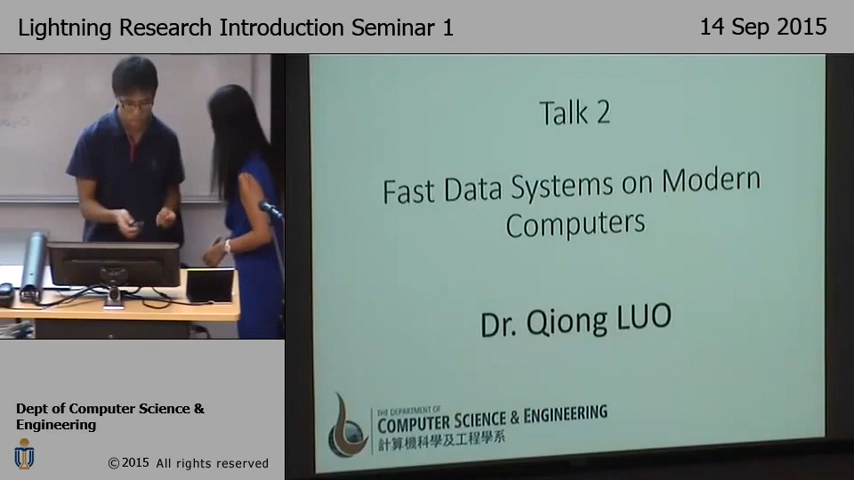 Lightning Research Introduction Seminar 1
14 Sep 2015
Talk 2
Fast Data Systems on Modern
Computers
Dr. Qiong LUO
THE DEPARTMENT OF
COMPUTER SCIENCE & ENGINEERING
計算機科學及工程學系
Dept of Computer Science &
Engineering
©2015 All rights reserved